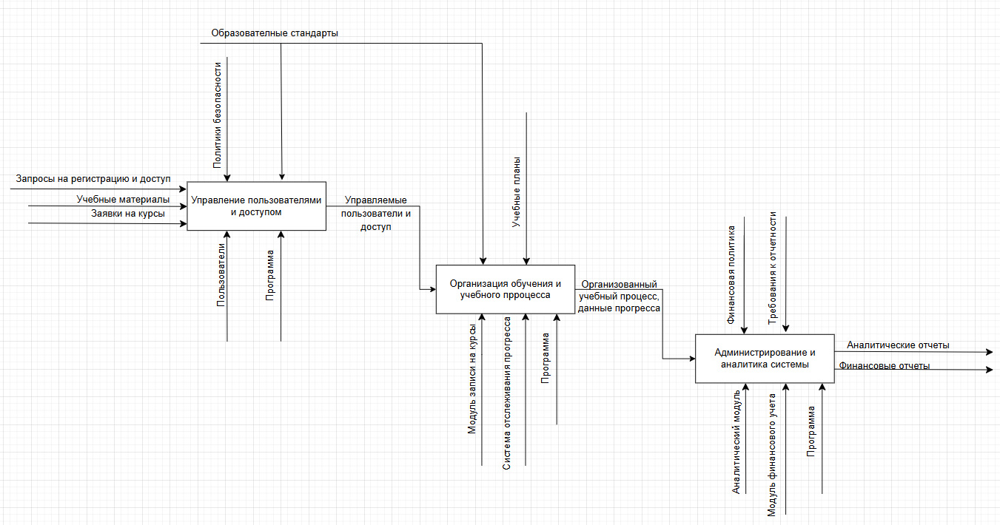 Образователные стандарты
Политики безопасности
Запросы на регистрацию и доступ
Учебные материалы
Заявки на курсы
Управление пользователями
и доступом
Управляемые
пользователи и
доступ
Пользователи
Программа
Учебные планы
Организация обучения и
учебного прроцесса
Организованный
учебный процесс,
данные прогресса
Модуль записи на курсы
Система отслеживания прогресса
Программа
Финансовая политика
Требования к отчетности
Администрирование и
аналитика системы
Аналитические отчеты
Финансовые отчеты
Аналитический модуль
Модуль финансового учета
Программа